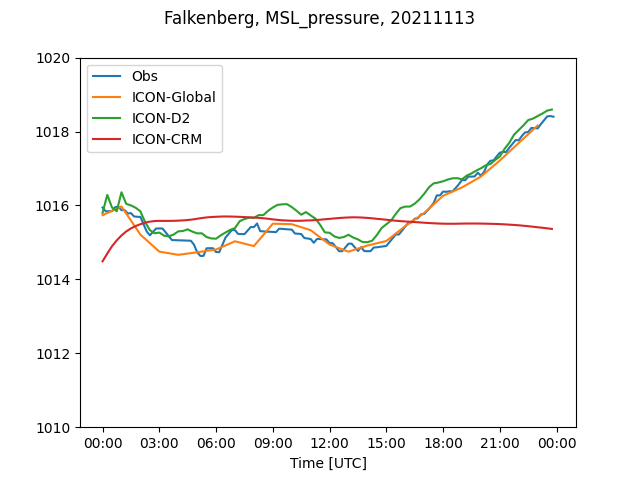 Falkenberg, MSL_pressure, 20211113
1020
1018
1016
1014
1012
1010
Obs
ICON-Global
ICON-D2
ICON-CRM
00:00 03:00 06:00 09:00 12:00 15:00 18:00 21:00 00:00
Time [UTC]